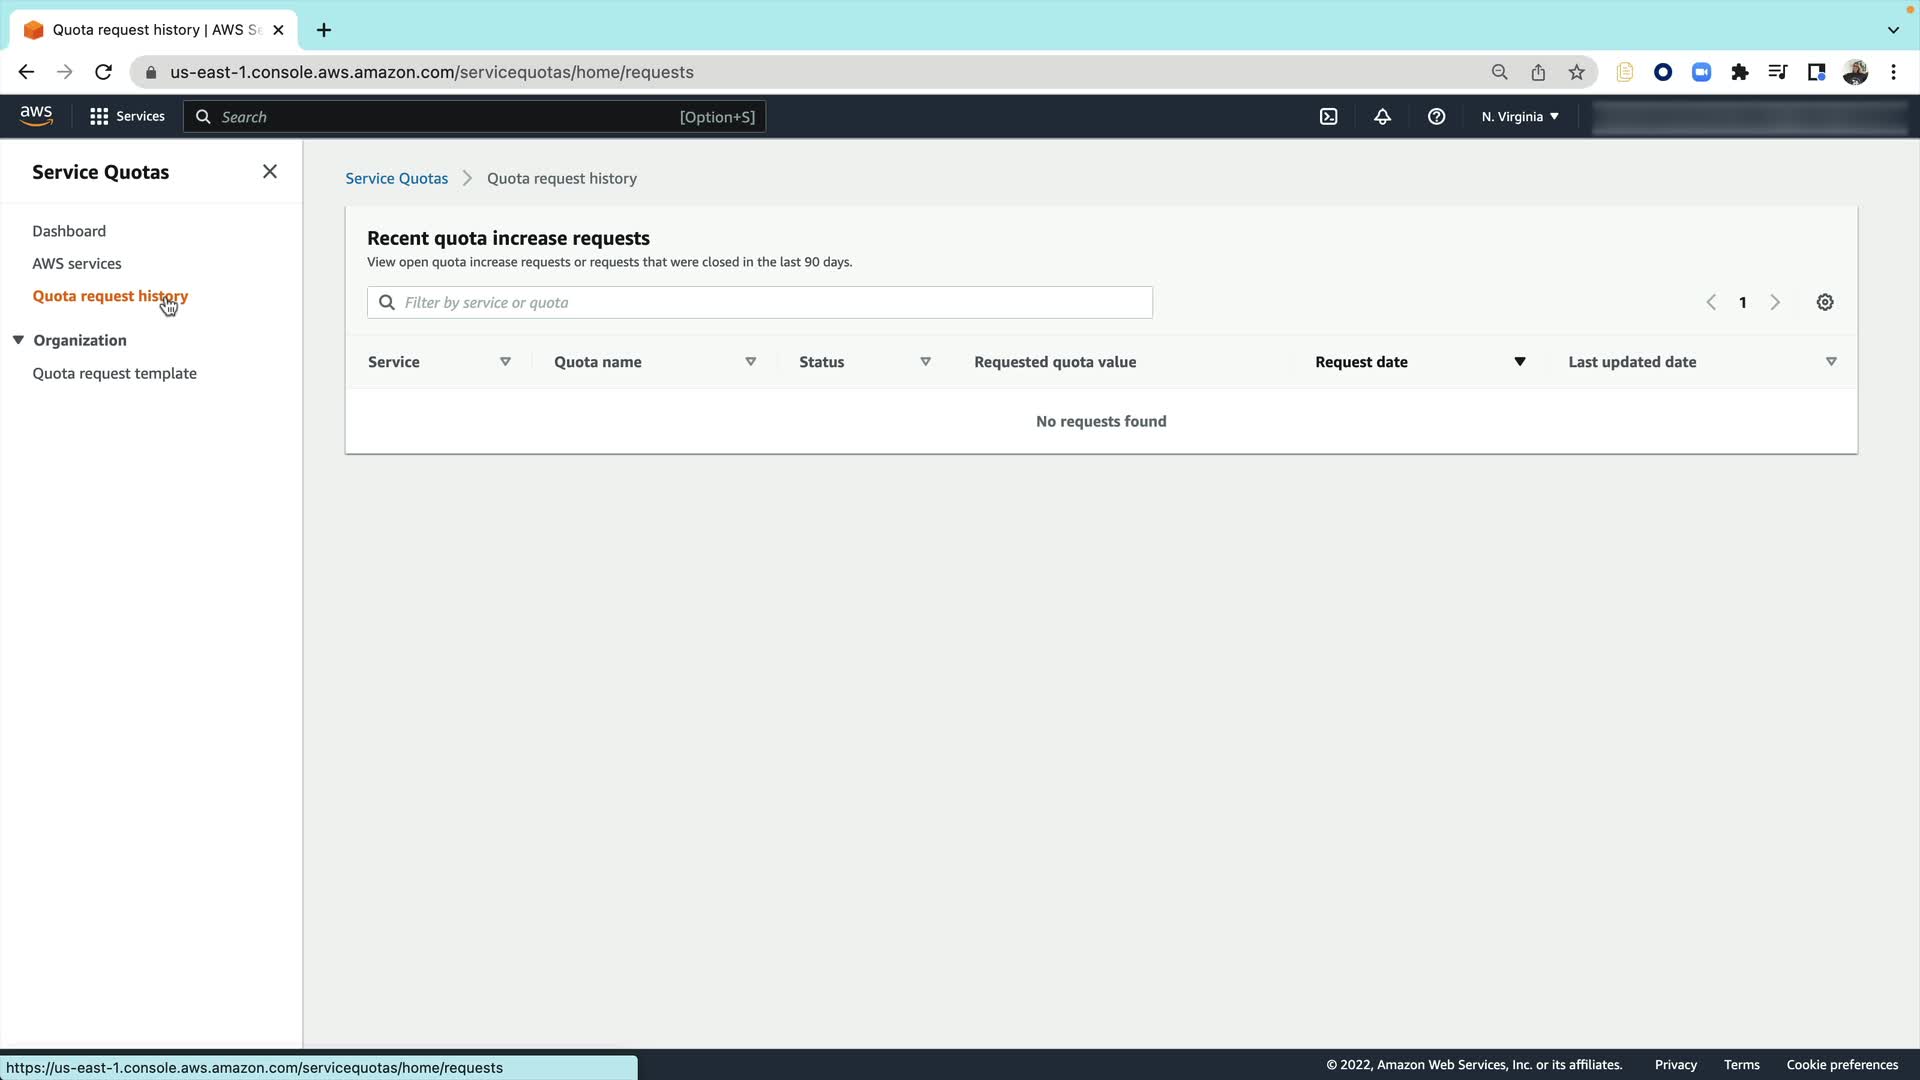 Quota request history | AWS Se
us-east-1.console.aws.amazon.com/servicequotas/home/requests
aws
Services
Search
[Option+S]
N. Virginia
Service Quotas
Dashboard
AWS services
Quota request history
Organization
Quota request template
Service Quotas
Quota request history
Recent quota increase requests
View open quota increase requests or requests that were closed in the last 90 days.
Filter by service or quota
1
Service
Quota name
Status
Requested quota value
Request date
Last updated date
No requests found
https://us-east-1.console.aws.amazon.com/servicequotas/home/requests
© 2022, Amazon Web Services, Inc. or its affiliates.
Privacy
Terms
Cookie preferences